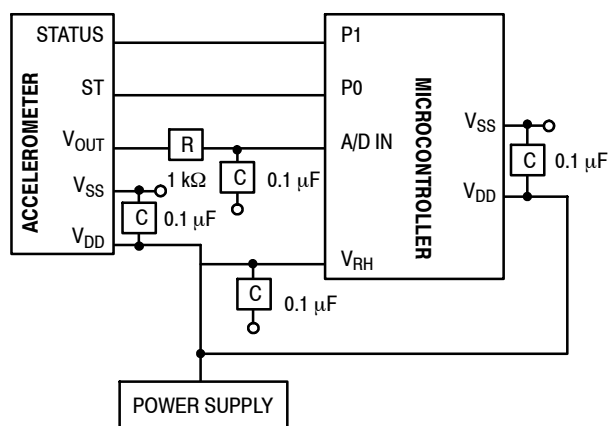 ACCELEROMETER
STATUS
ST
VOUT
VSS
VDD
R
1 kΩ
C
0.1 µF
C
0.1 µF
C
0.1 µF
P1
P0
A/D IN
VRH
MICROCONTROLLER
VSS
VDD
C
0.1 µF
POWER SUPPLY